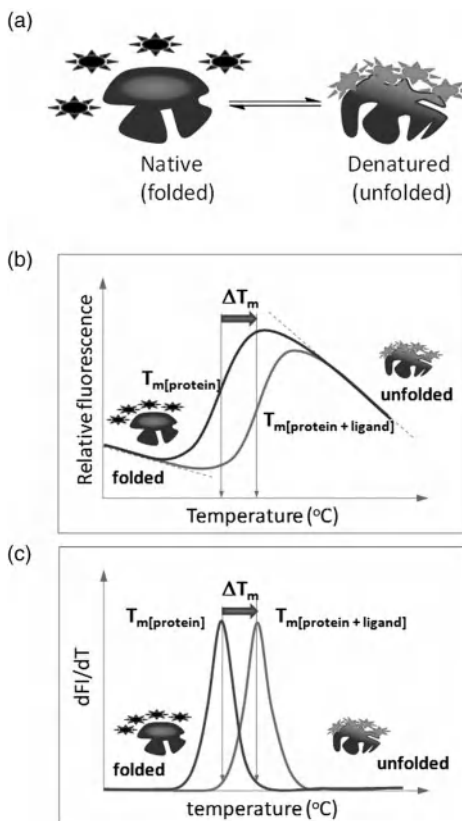 (a)
Native
(folded)
Denatured
(unfolded)
(b)
Relative fluorescence
ΔTm
Tm[protein]
Tm[protein + ligand]
folded
unfolded
Temperature (°C)
(c)
dFI/dT
ΔTm
Tm[protein]
Tm[protein + ligand]
folded
unfolded
temperature (°C)